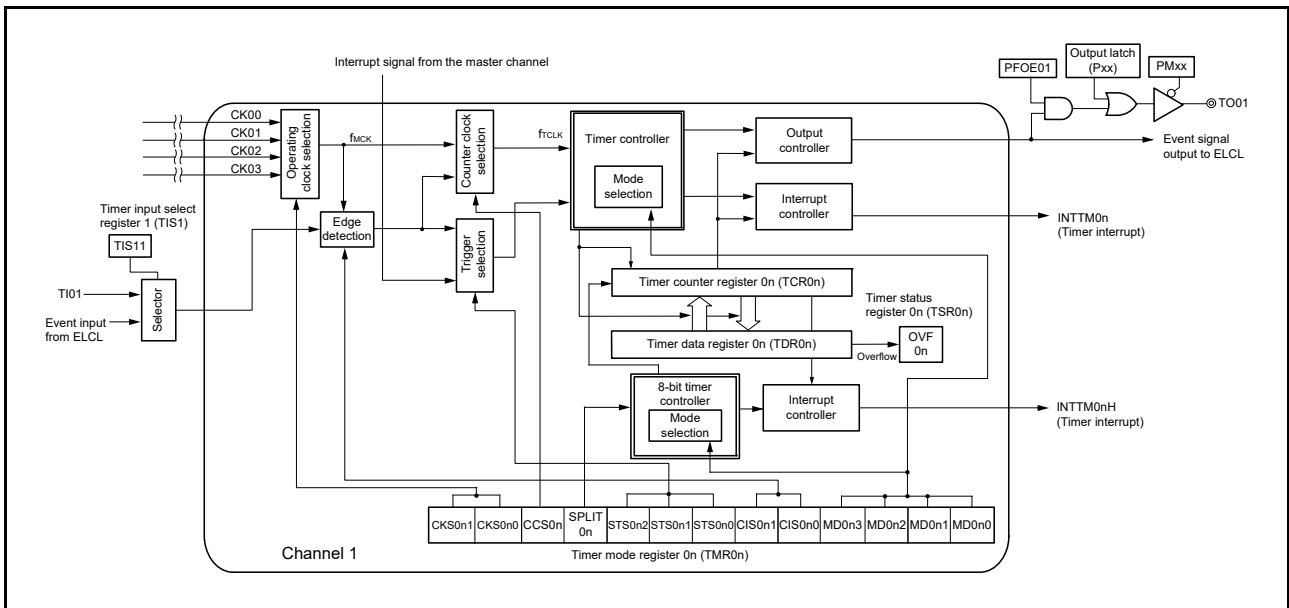 Interrupt signal from the master channel
PFOE01
Output latch
(Pxx)
PMxx
TO01
CK00
CK01
CK02
CK03
Operating
clock selection
fMCK
Counter clock
selection
fTCLK
Timer controller
Mode
selection
Output
controller
Event signal
output to ELCL
Timer input select
register 1 (TIS1)
TIS11
Edge
detection
Trigger
selection
Interrupt
controller
INTTM0n
(Timer interrupt)
TI01
Event input
from ELCL
Selector
Timer counter register 0n (TCR0n)
Timer status
register 0n (TSR0n)
Timer data register 0n (TDR0n)
Overflow
OVF
0n
8-bit timer
controller
Mode
selection
Interrupt
controller
INTTM0nH
(Timer interrupt)
CKS0n1 CKS0n0 CCS0n SPLIT
0n STS0n2 STS0n1 STS0n0 CIS0n1 CIS0n0 MD0n3 MD0n2 MD0n1 MD0n0
Channel 1
Timer mode register 0n (TMR0n)